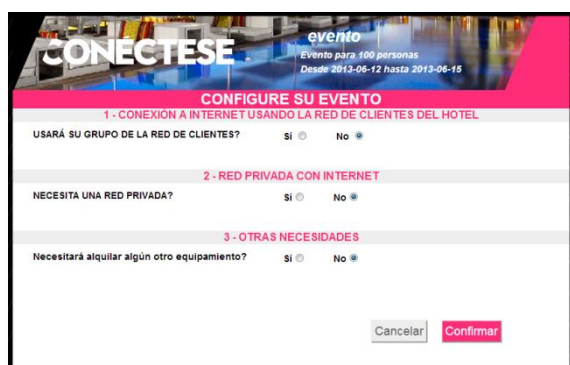 CONECTESE
evento
Evento para 100 personas
Desde 2013-06-12 hasta 2013-06-15
CONFIGURE SU EVENTO
1 - CONEXIÓN A INTERNET USANDO LA RED DE CLIENTES DEL HOTEL
USARÁ SU GRUPO DE LA RED DE CLIENTES? Sí No
2 - RED PRIVADA CON INTERNET
NECESITA UNA RED PRIVADA? Sí No
3 - OTRAS NECESIDADES
Necesitará alquilar algún otro equipamiento? Sí No
Cancelar Confirmar